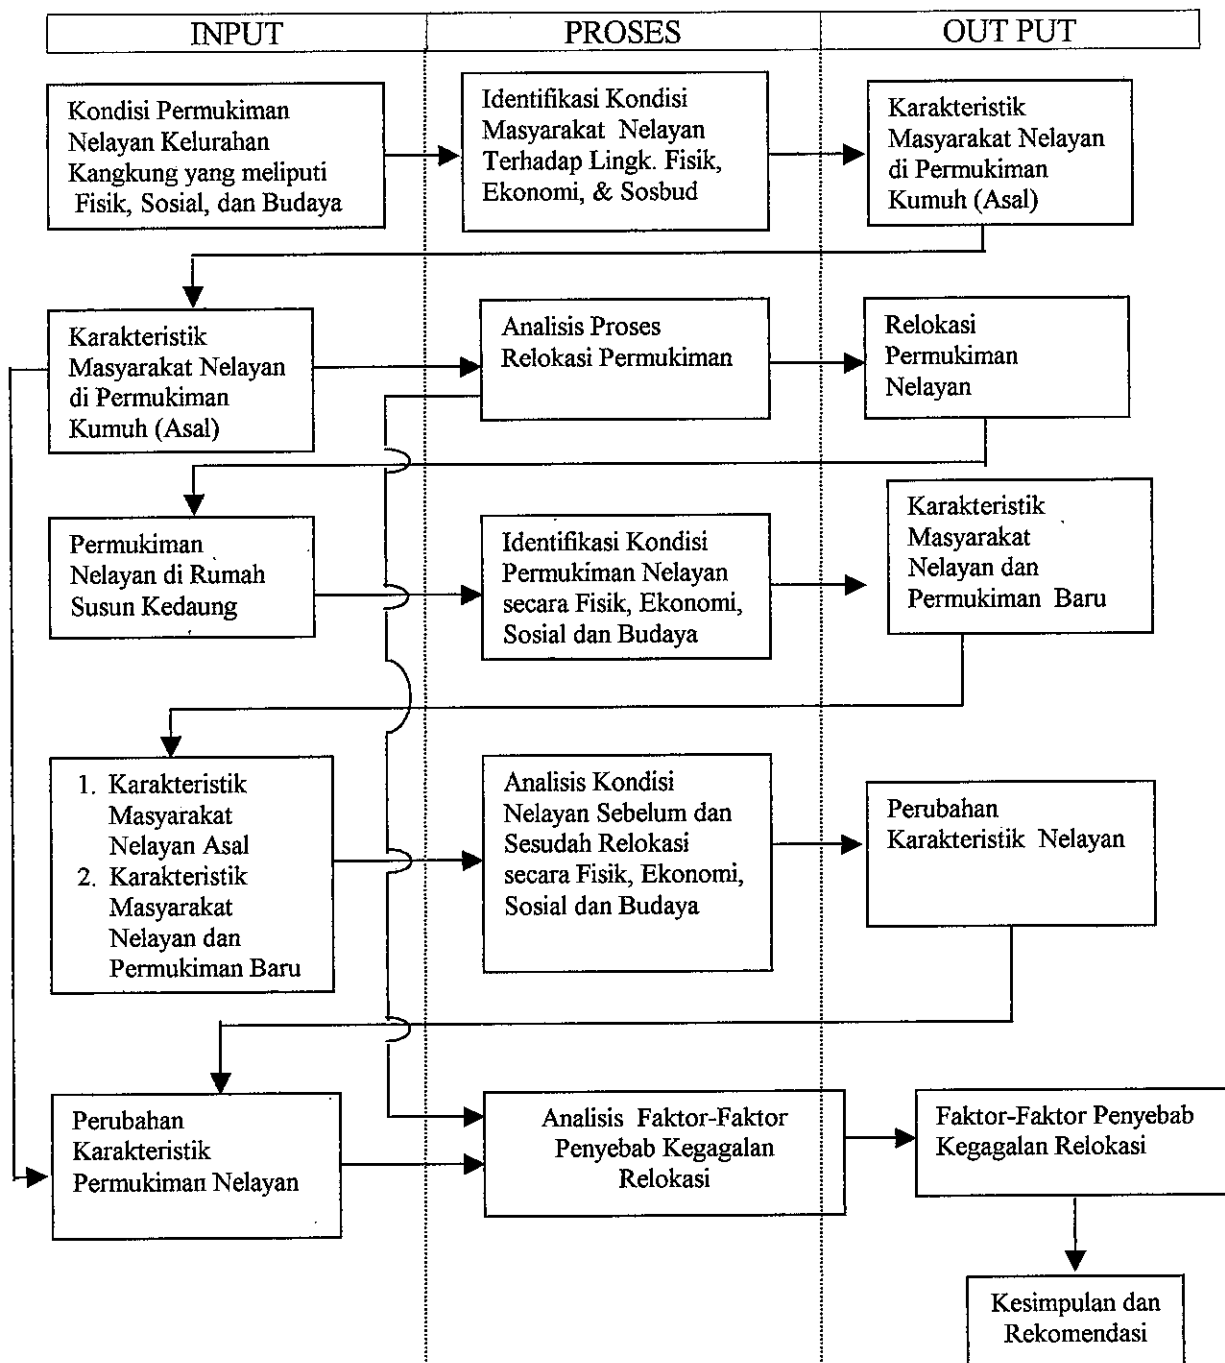 INPUT
PROSES
OUT PUT
Kondisi Permukiman
Nelayan Kelurahan
Kangkung yang meliputi
Fisik, Sosial, dan Budaya
Identifikasi Kondisi
Masyarakat Nelayan
Terhadap Lingk. Fisik,
Ekonomi, & Sosbud
Karakteristik
Masyarakat Nelayan
di Permukiman
Kumuh (Asal)
Karakteristik
Masyarakat Nelayan
di Permukiman
Kumuh (Asal)
Analisis Proses
Relokasi Permukiman
Relokasi
Permukiman
Nelayan
Permukiman
Nelayan di Rumah
Susun Kedaung
Identifikasi Kondisi
Permukiman Nelayan
secara Fisik, Ekonomi,
Sosial dan Budaya
Karakteristik
Masyarakat
Nelayan dan
Permukiman Baru
1. Karakteristik
Masyarakat
Nelayan Asal
2. Karakteristik
Masyarakat
Nelayan dan
Permukiman Baru
Analisis Kondisi
Nelayan Sebelum dan
Sesudah Relokasi
secara Fisik, Ekonomi,
Sosial dan Budaya
Perubahan
Karakteristik Nelayan
Perubahan
Karakteristik
Permukiman Nelayan
Analisis Faktor-Faktor
Penyebab Kegagalan
Relokasi
Faktor-Faktor Penyebab
Kegagalan Relokasi
Kesimpulan dan
Rekomendasi